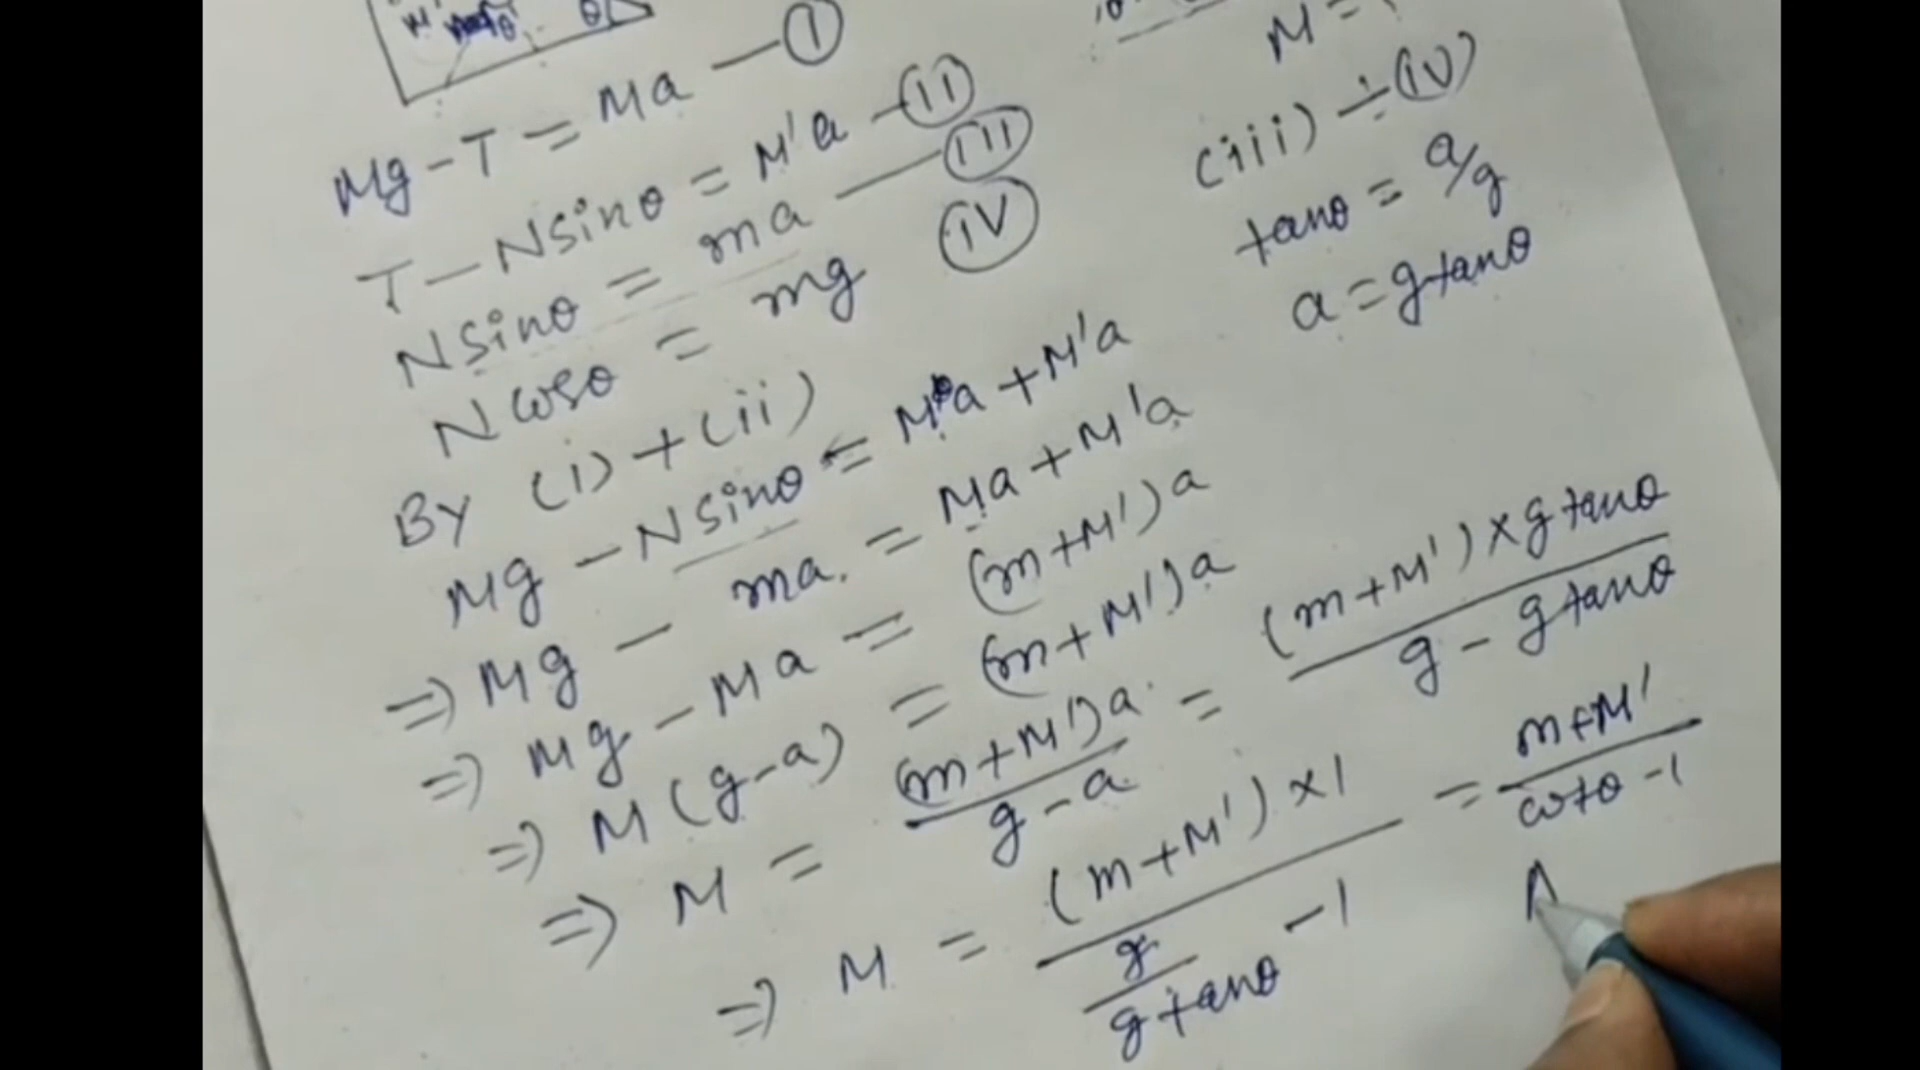 M' θ
Mg - T = Ma — (I)
T - N sinθ = M'a — (II)
N sinθ = ma — (III)
N cosθ = mg (IV)
By (i) + (ii)
Mg - N sinθ = Ma + M'a
⇒ Mg - ma = Ma + M'a
⇒ Mg - Ma = (m+M')a
⇒ M(g-a) = (m+M')a
⇒ M = (m+M')a / g-a = (m+M') × g tanθ / g - g tanθ
⇒ M = (m+M') × 1 / g/g tanθ - 1 = m+M' / cotθ - 1
M =
(iii) ÷ (iv)
tanθ = a/g
a = g tanθ